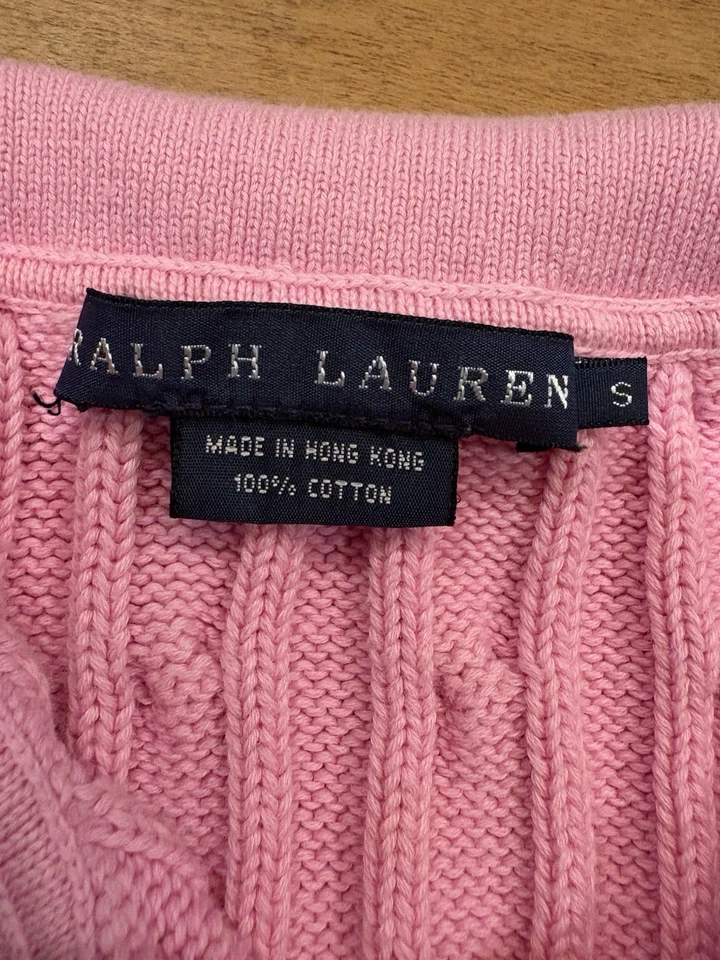 RALPH LAUREN
S
MADE IN HONG KONG
100% COTTON